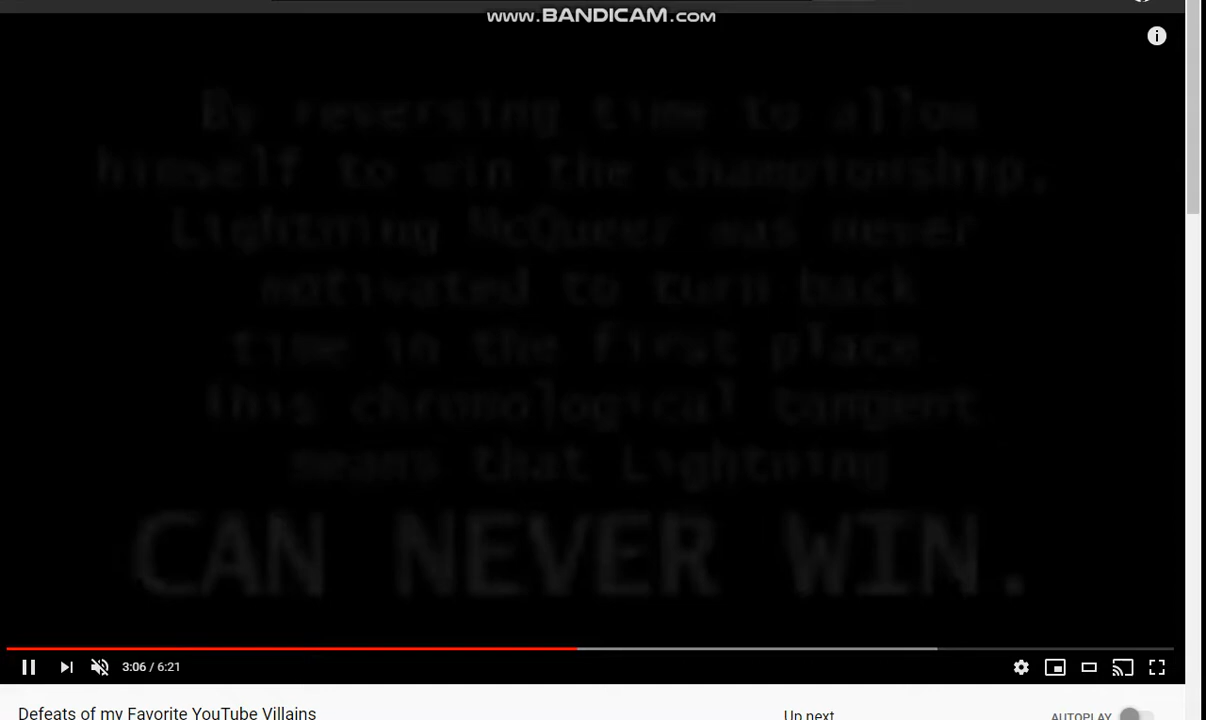 www.BANDICAM.com
By reversing time to allow
himself to win the championship,
Lightning McQueen was never
motivated to turn back
time in the first place.
This chronological tangent
means that Lightning
CAN NEVER WIN.
3:06 / 6:21
Defeats of my Favorite YouTube Villains
Up next
AUTOPLAY